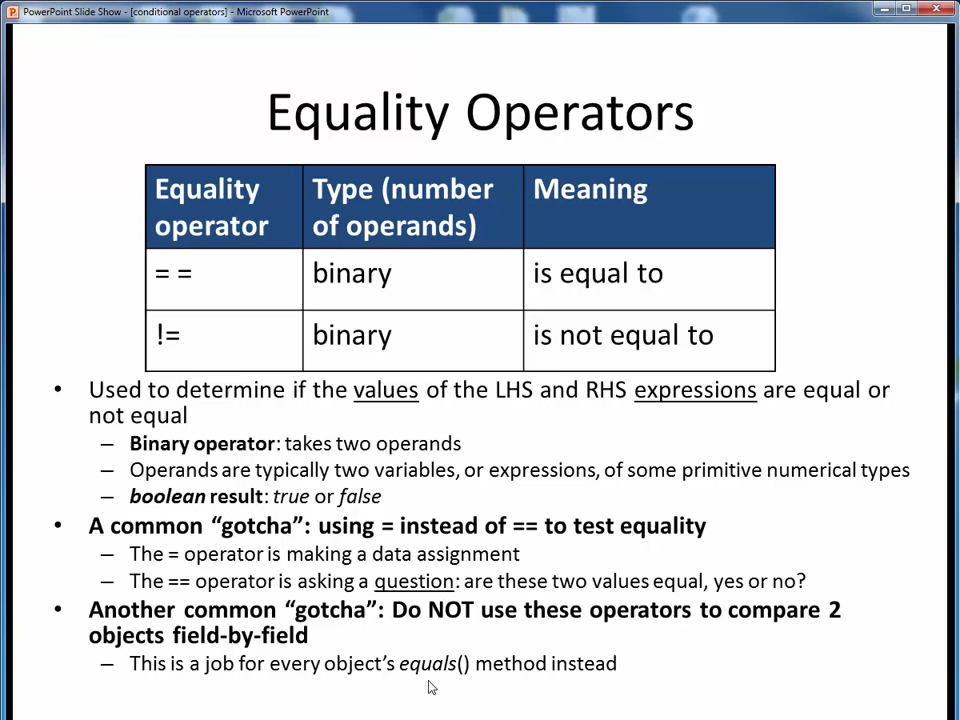 PowerPoint Slide Show - [conditional operators] - Microsoft PowerPoint
Equality Operators
Equality operator
Type (number of operands)
Meaning
= = binary is equal to
!= binary is not equal to
• Used to determine if the values of the LHS and RHS expressions are equal or
not equal
– Binary operator: takes two operands
– Operands are typically two variables, or expressions, of some primitive numerical types
– boolean result: true or false
• A common “gotcha”: using = instead of == to test equality
– The = operator is making a data assignment
– The == operator is asking a question: are these two values equal, yes or no?
• Another common “gotcha”: Do NOT use these operators to compare 2
objects field-by-field
– This is a job for every object’s equals() method instead